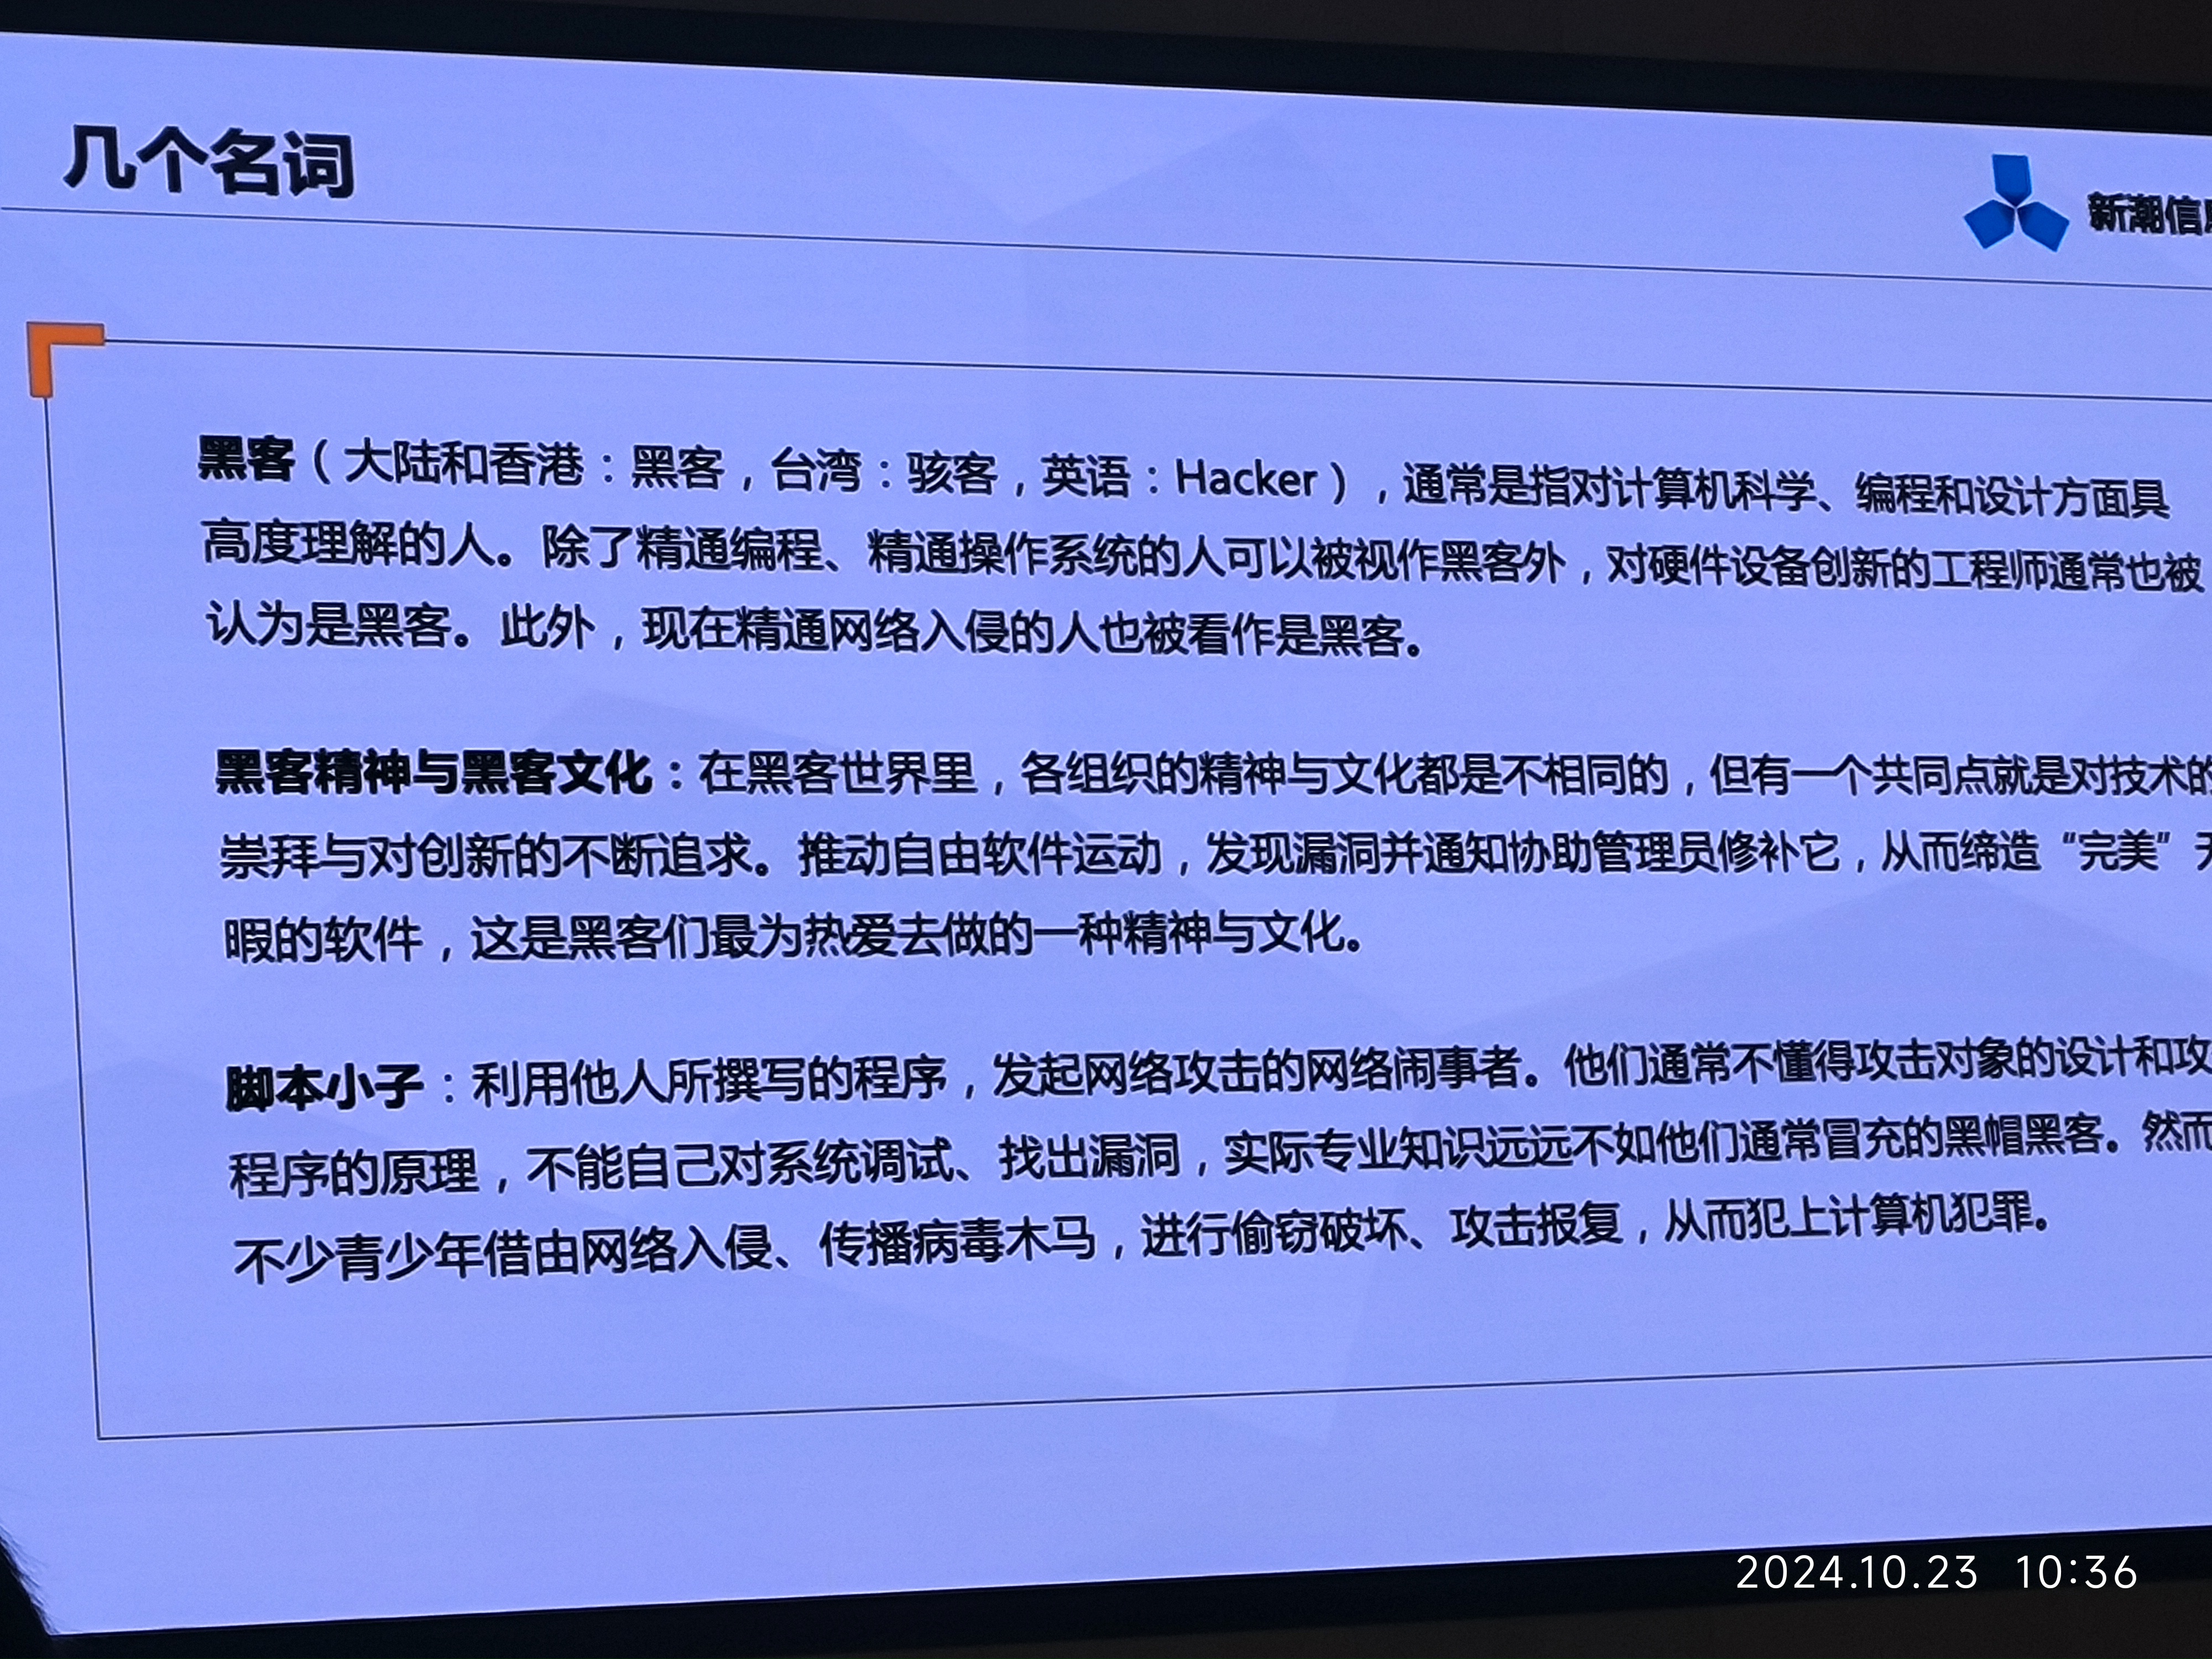 几个名词
新潮信
黑客（大陆和香港：黑客，台湾：骇客，英语：Hacker），通常是指对计算机科学、编程和设计方面具
高度理解的人。除了精通编程、精通操作系统的人可以被视作黑客外，对硬件设备创新的工程师通常也被
认为是黑客。此外，现在精通网络入侵的人也被看作是黑客。
黑客精神与黑客文化：在黑客世界里，各组织的精神与文化都是不相同的，但有一个共同点就是对技术的
崇拜与对创新的不断追求。推动自由软件运动，发现漏洞并通知协助管理员修补它，从而缔造“完美”
暇的软件，这是黑客们最为热爱去做的一种精神与文化。
脚本小子：利用他人所撰写的程序，发起网络攻击的网络闹事者。他们通常不懂得攻击对象的设计和攻
程序的原理，不能自己对系统调试、找出漏洞，实际专业知识远远不如他们通常冒充的黑帽黑客。然而
不少青少年借由网络入侵、传播病毒木马，进行偷窃破坏、攻击报复，从而犯上计算机犯罪。
2024.10.23 10:36